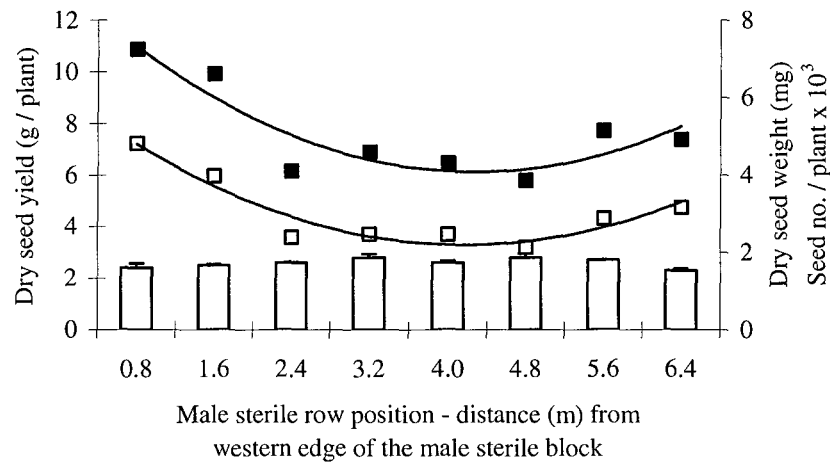 Dry seed yield (g / plant)
12
10
8
6
4
2
0
8
6
4
2
0
Dry seed weight (mg)
Seed no. / plant x 10³
0.8 1.6 2.4 3.2 4.0 4.8 5.6 6.4
Male sterile row position - distance (m) from
western edge of the male sterile block